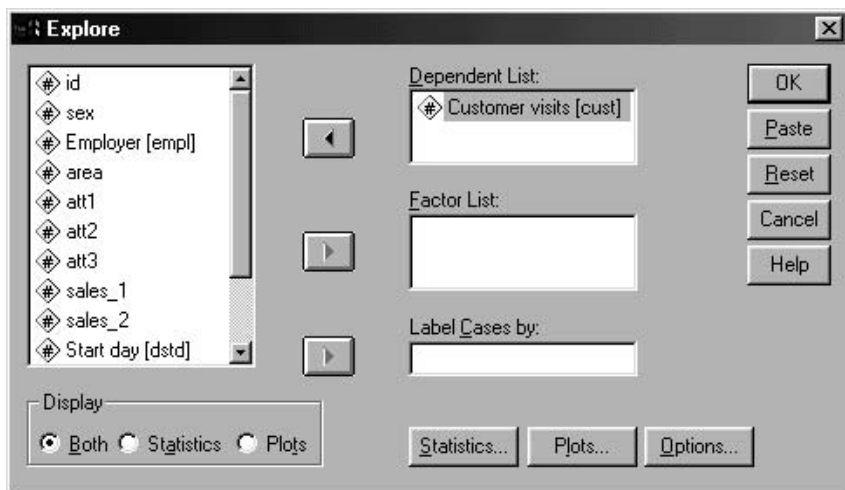 Explore
id
sex
Employer [empl]
area
att1
att2
att3
sales_1
sales_2
Start day [dstd]
Display
Both
Statistics
Plots
Dependent List:
Customer visits [cust]
Factor List:
Label Cases by:
Statistics...
Plots...
Options...
OK
Paste
Reset
Cancel
Help